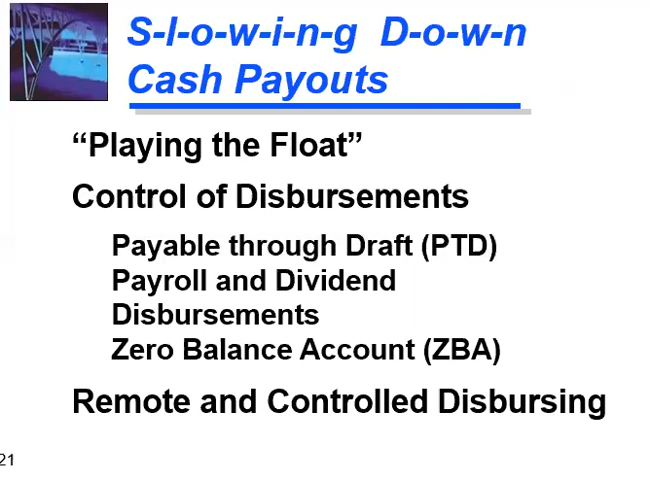 S-l-o-w-i-n-g D-o-w-n
Cash Payouts
“Playing the Float”
Control of Disbursements
Payable through Draft (PTD)
Payroll and Dividend
Disbursements
Zero Balance Account (ZBA)
Remote and Controlled Disbursing
21